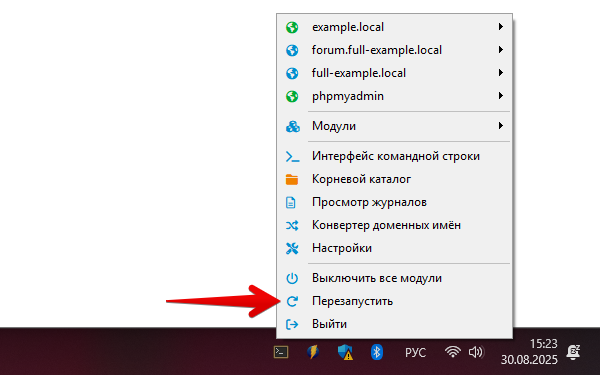 example.local
forum.full-example.local
full-example.local
phpmyadmin
Модули
Интерфейс командной строки
Корневой каталог
Просмотр журналов
Конвертер доменных имён
Настройки
Выключить все модули
Перезапустить
Выйти
РУС
15:23
30.08.2025